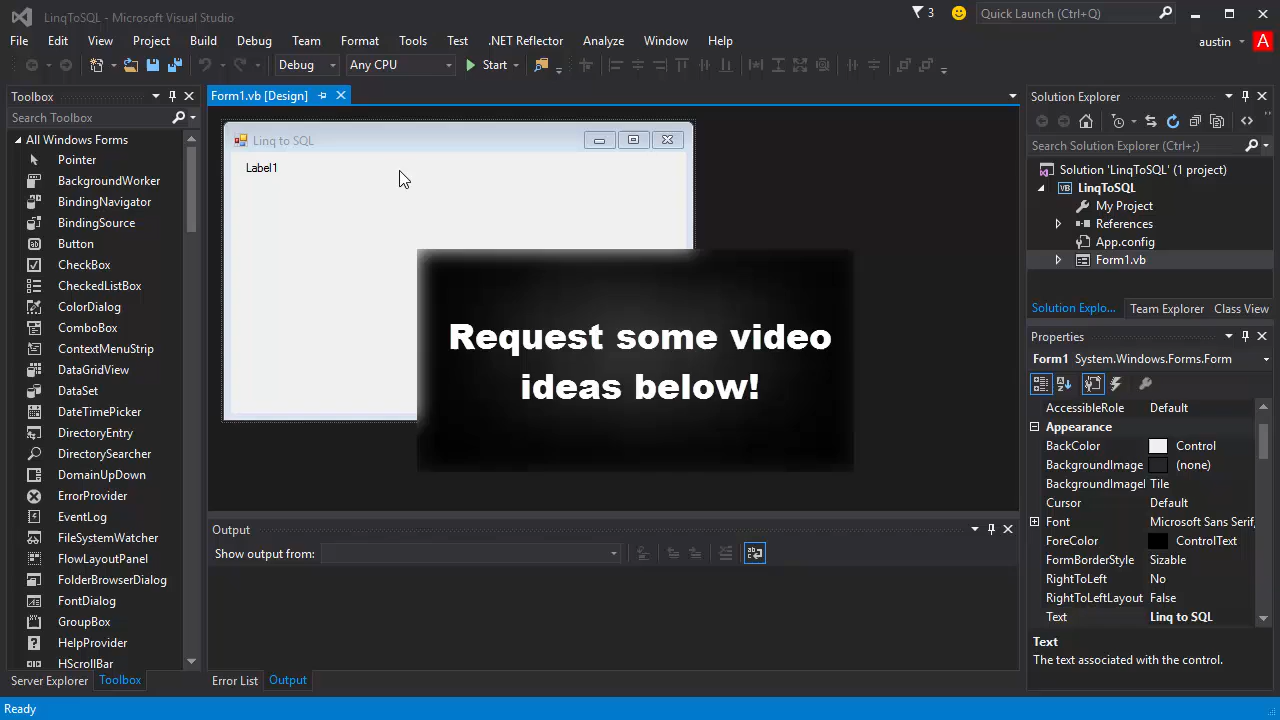 LinqToSQL - Microsoft Visual Studio
3
Quick Launch (Ctrl+Q)
File Edit View Project Build Debug Team Format Tools Test .NET Reflector Analyze Window Help
austin A
Debug Any CPU Start
Toolbox
Search Toolbox
All Windows Forms
Pointer
BackgroundWorker
BindingNavigator
BindingSource
Button
CheckBox
CheckedListBox
ColorDialog
ComboBox
ContextMenuStrip
DataGridView
DataSet
DateTimePicker
DirectoryEntry
DirectorySearcher
DomainUpDown
ErrorProvider
EventLog
FileSystemWatcher
FlowLayoutPanel
FolderBrowserDialog
FontDialog
GroupBox
HelpProvider
HScrollBar
Server Explorer Toolbox
Form1.vb [Design]
Linq to SQL
Label1
Request some video
ideas below!
Output
Show output from:
Error List Output
Solution Explorer
Search Solution Explorer (Ctrl+;)
Solution 'LinqToSQL' (1 project)
VB LinqToSQL
My Project
References
App.config
Form1.vb
Solution Explo... Team Explorer Class View
Properties
Form1 System.Windows.Forms.Form
AccessibleRole Default
Appearance
BackColor Control
BackgroundImage (none)
BackgroundImageI Tile
Cursor Default
Font Microsoft Sans Serif,
ForeColor ControlText
FormBorderStyle Sizable
RightToLeft No
RightToLeftLayout False
Text Linq to SQL
Text
The text associated with the control.
Ready